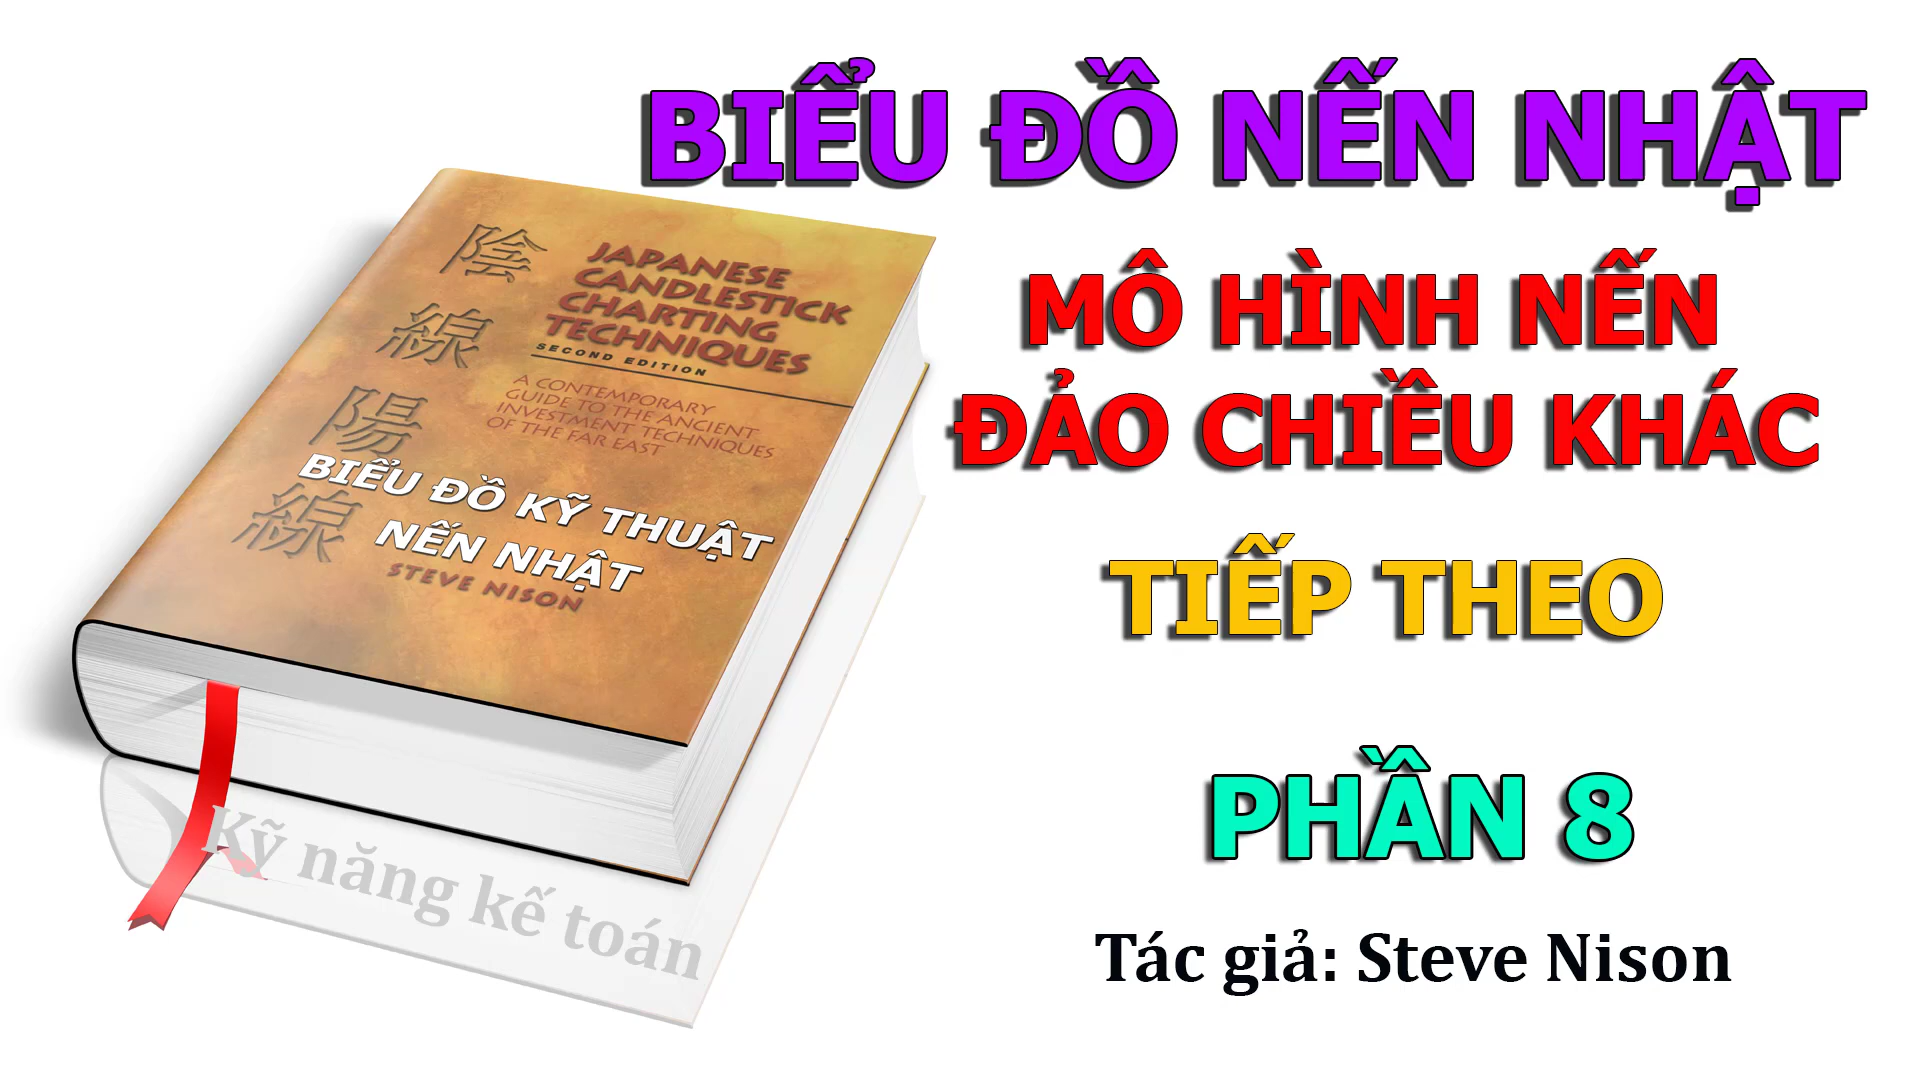 BIỂU ĐỒ NẾN NHẬT
MÔ HÌNH NẾN
ĐẢO CHIỀU KHÁC
TIẾP THEO
PHẦN 8
Tác giả: Steve Nison
陰
線
陽
線
JAPANESE
CANDLESTICK
CHARTING
TECHNIQUES
SECOND EDITION
A CONTEMPORARY
GUIDE TO THE ANCIENT
INVESTMENT TECHNIQUES
OF THE FAR EAST
BIỂU ĐỒ KỸ THUẬT
NẾN NHẬT
STEVE NISON
Kỹ năng kế toán